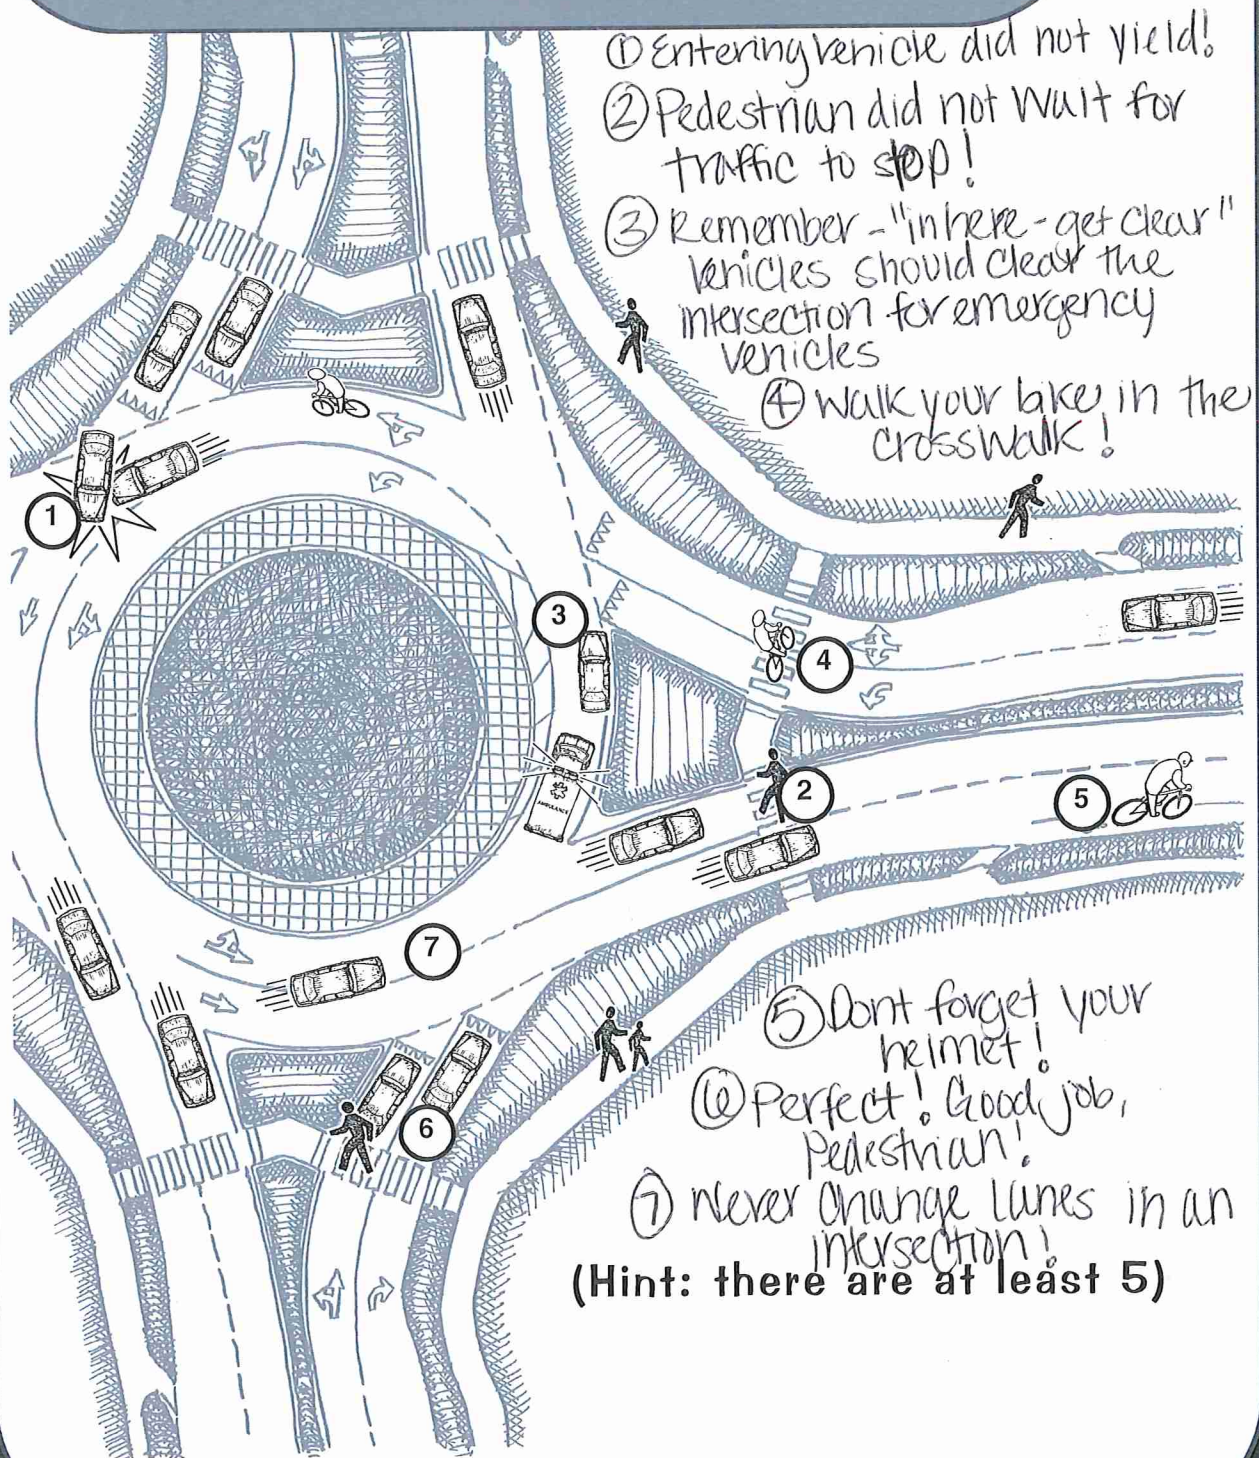 ① Entering vehicle did not yield!
② Pedestrian did not wait for
traffic to stop!
③ Remember - "in here - get clear"
vehicles should clear the
intersection for emergency
vehicles
④ Walk your bike in the
crosswalk!
1
3
4
2
5
AMBULANCE
7
6
⑤ Dont forget your
helmet!
⑥ Perfect! Good job,
Pedestrian!
⑦ Never change lanes in an
intersection!
(Hint: there are at least 5)